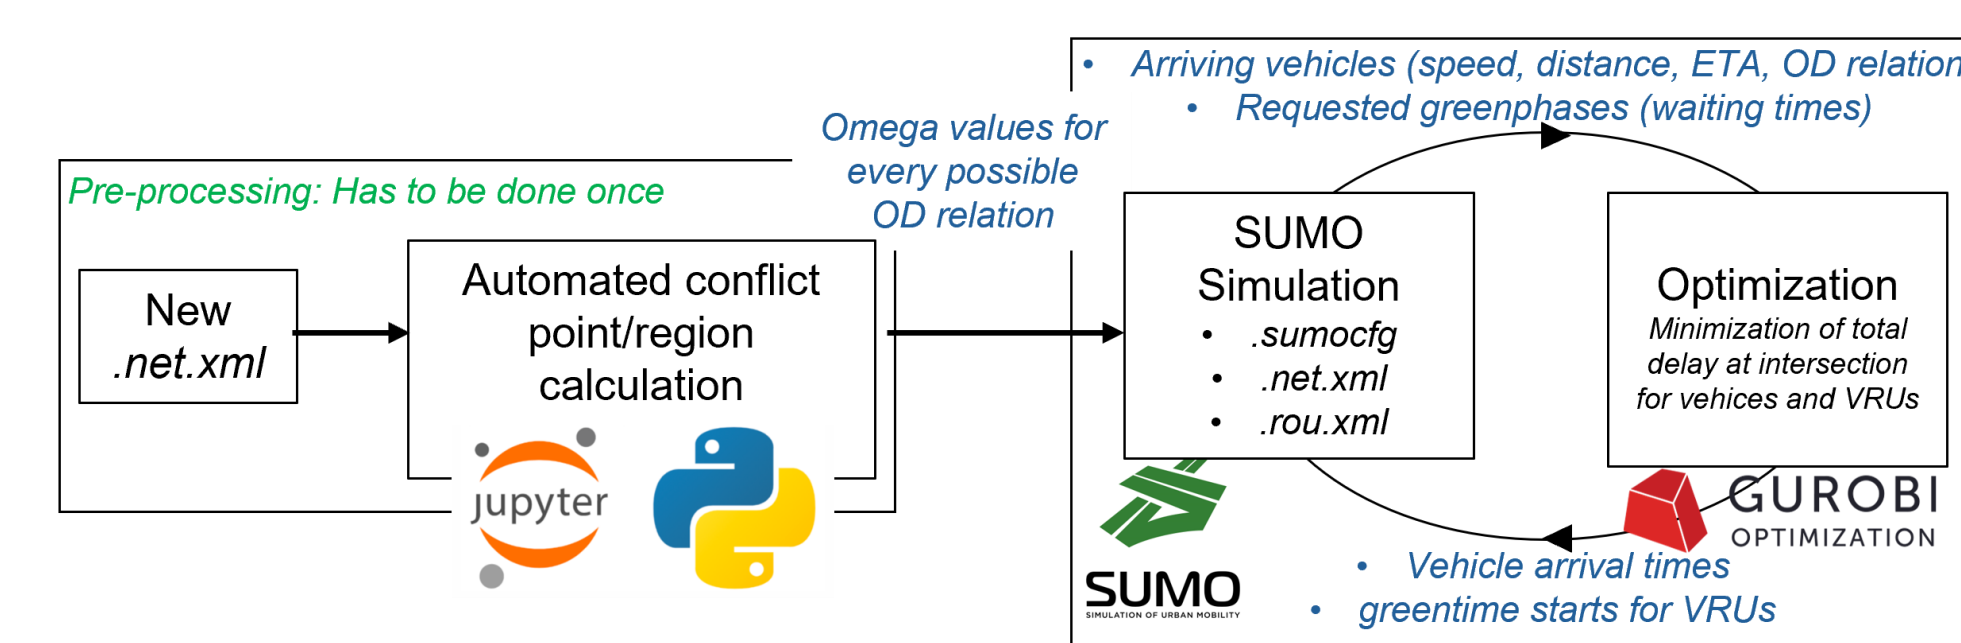 Pre-processing: Has to be done once
New
.net.xml
Automated conflict
point/region
calculation
jupyter
Omega values for
every possible
OD relation
• Arriving vehicles (speed, distance, ETA, OD relation
• Requested greenphases (waiting times)
SUMO
Simulation
• .sumocfg
• .net.xml
• .rou.xml
SUMO
SIMULATION OF URBAN MOBILITY
Optimization
Minimization of total
delay at intersection
for vehices and VRUs
GUROBI
OPTIMIZATION
• Vehicle arrival times
• greentime starts for VRUs